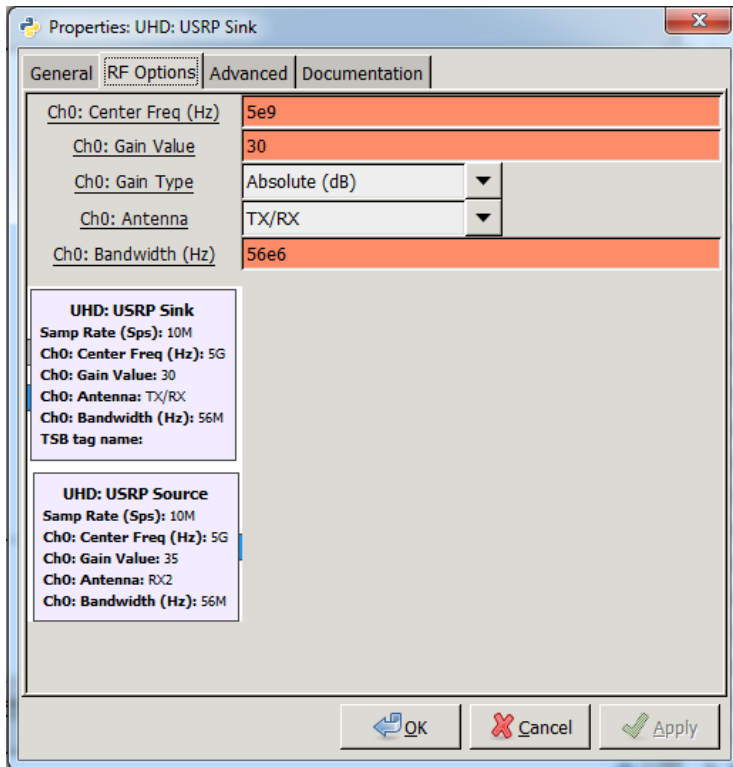 Properties: UHD: USRP Sink
General RF Options Advanced Documentation
Ch0: Center Freq (Hz) 5e9
Ch0: Gain Value 30
Ch0: Gain Type Absolute (dB)
Ch0: Antenna TX/RX
Ch0: Bandwidth (Hz) 56e6
UHD: USRP Sink
Samp Rate (Sps): 10M
Ch0: Center Freq (Hz): 5G
Ch0: Gain Value: 30
Ch0: Antenna: TX/RX
Ch0: Bandwidth (Hz): 56M
TSB tag name:
UHD: USRP Source
Samp Rate (Sps): 10M
Ch0: Center Freq (Hz): 5G
Ch0: Gain Value: 35
Ch0: Antenna: RX2
Ch0: Bandwidth (Hz): 56M
OK Cancel Apply